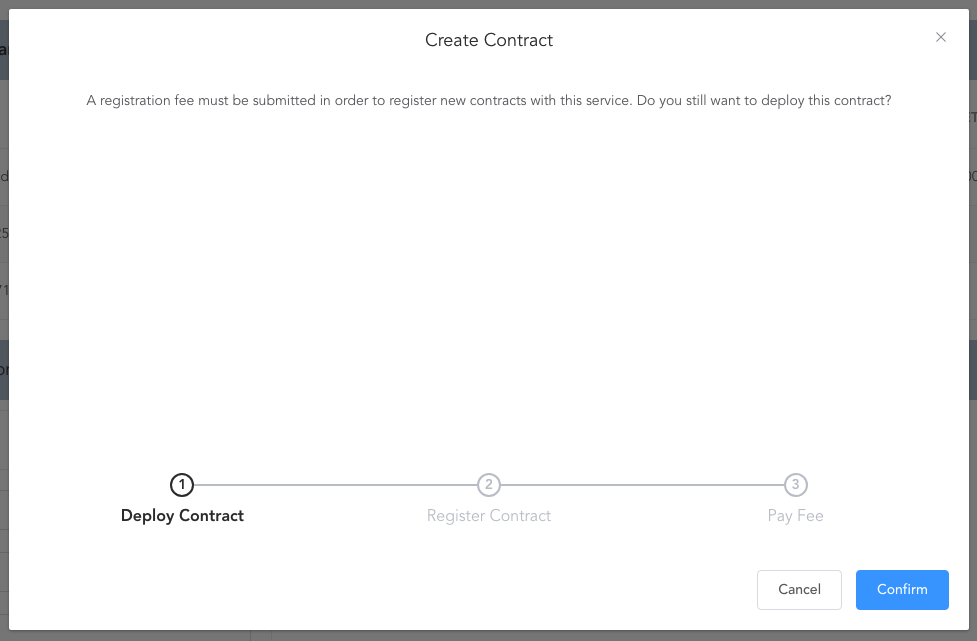 Create Contract
A registration fee must be submitted in order to register new contracts with this service. Do you still want to deploy this contract?
1
2
3
Deploy Contract
Register Contract
Pay Fee
Cancel
Confirm